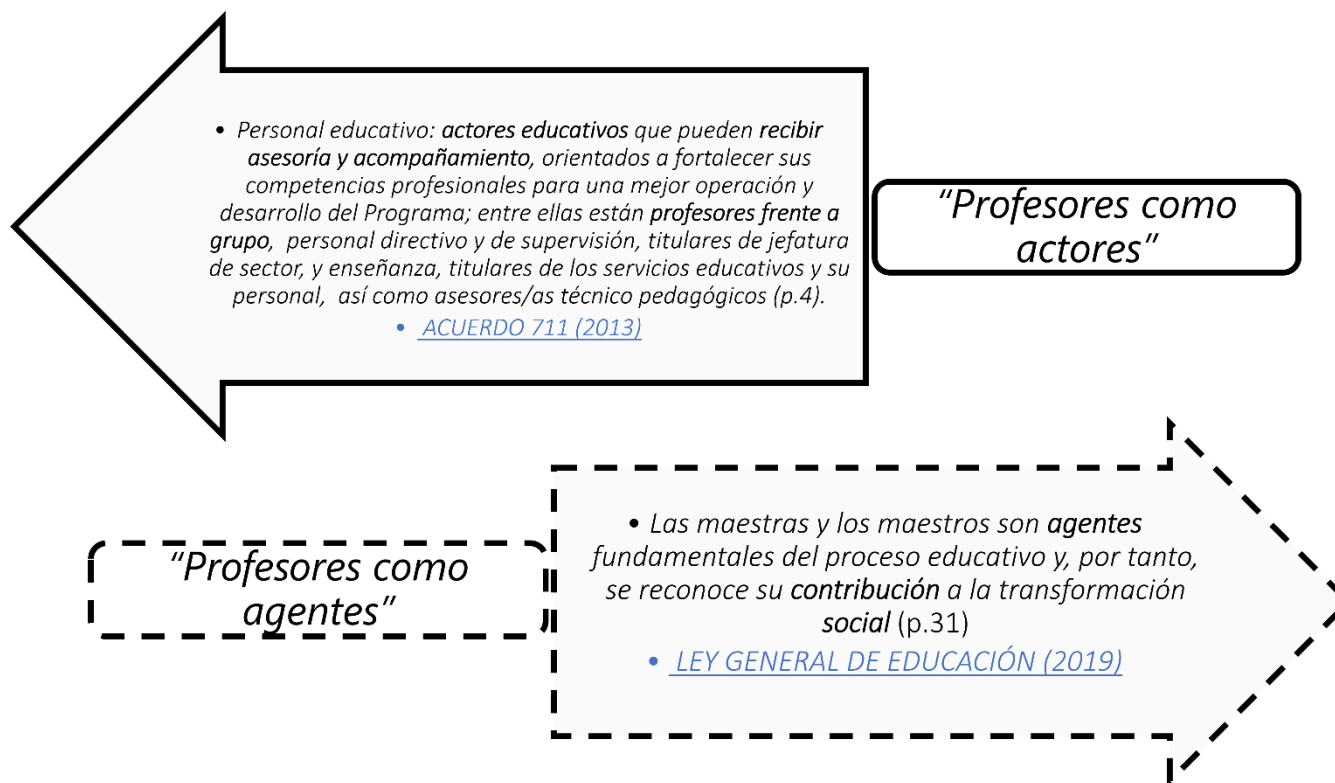 • Personal educativo: actores educativos que pueden recibir
asesoría y acompañamiento, orientados a fortalecer sus
competencias profesionales para una mejor operación y
desarrollo del Programa; entre ellas están profesores frente a
grupo, personal directivo y de supervisión, titulares de jefatura
de sector, y enseñanza, titulares de los servicios educativos y su
personal, así como asesores/as técnico pedagógicos (p.4).
• ACUERDO 711 (2013)
“Profesores como
actores”
“Profesores como
agentes”
• Las maestras y los maestros son agentes
fundamentales del proceso educativo y, por tanto,
se reconoce su contribución a la transformación
social (p.31)
• LEY GENERAL DE EDUCACIÓN (2019)